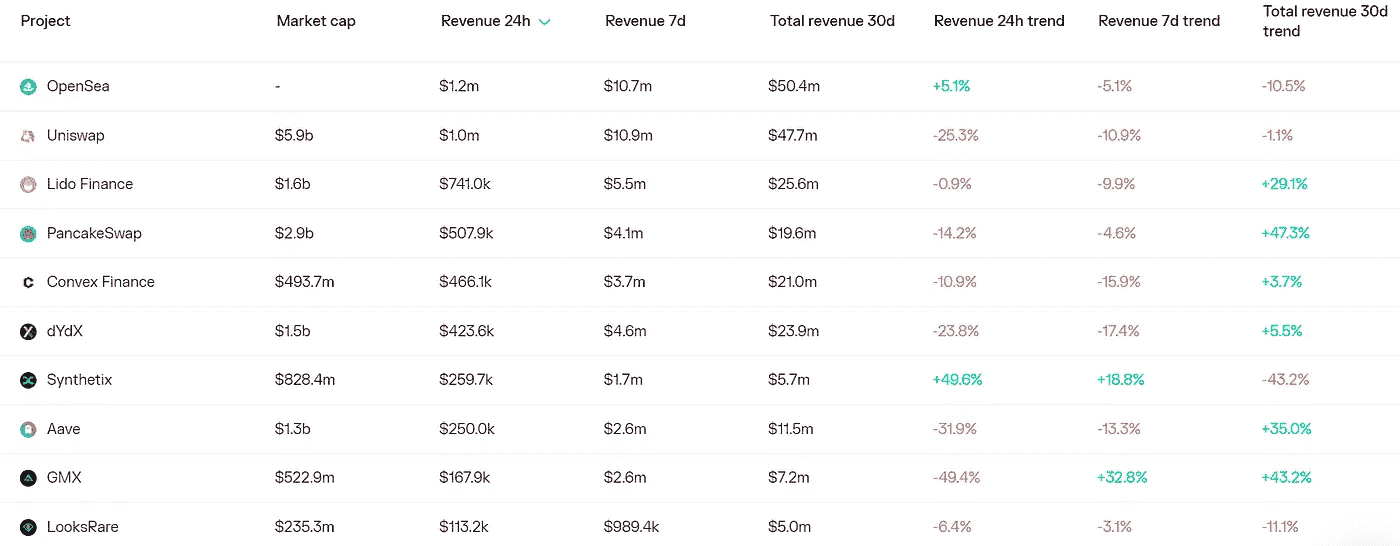 Project Market cap Revenue 24h Revenue 7d Total revenue 30d Revenue 24h trend Revenue 7d trend Total revenue 30d trend
OpenSea - $1.2m $10.7m $50.4m +5.1% -5.1% -10.5%
Uniswap $5.9b $1.0m $10.9m $47.7m -25.3% -10.9% -1.1%
Lido Finance $1.6b $741.0k $5.5m $25.6m -0.9% -9.9% +29.1%
PancakeSwap $2.9b $507.9k $4.1m $19.6m -14.2% -4.6% +47.3%
Convex Finance $493.7m $466.1k $3.7m $21.0m -10.9% -15.9% +3.7%
dYdX $1.5b $423.6k $4.6m $23.9m -23.8% -17.4% +5.5%
Synthetix $828.4m $259.7k $1.7m $5.7m +49.6% +18.8% -43.2%
Aave $1.3b $250.0k $2.6m $11.5m -31.9% -13.3% +35.0%
GMX $522.9m $167.9k $2.6m $7.2m -49.4% +32.8% +43.2%
LooksRare $235.3m $113.2k $989.4k $5.0m -6.4% -3.1% -11.1%